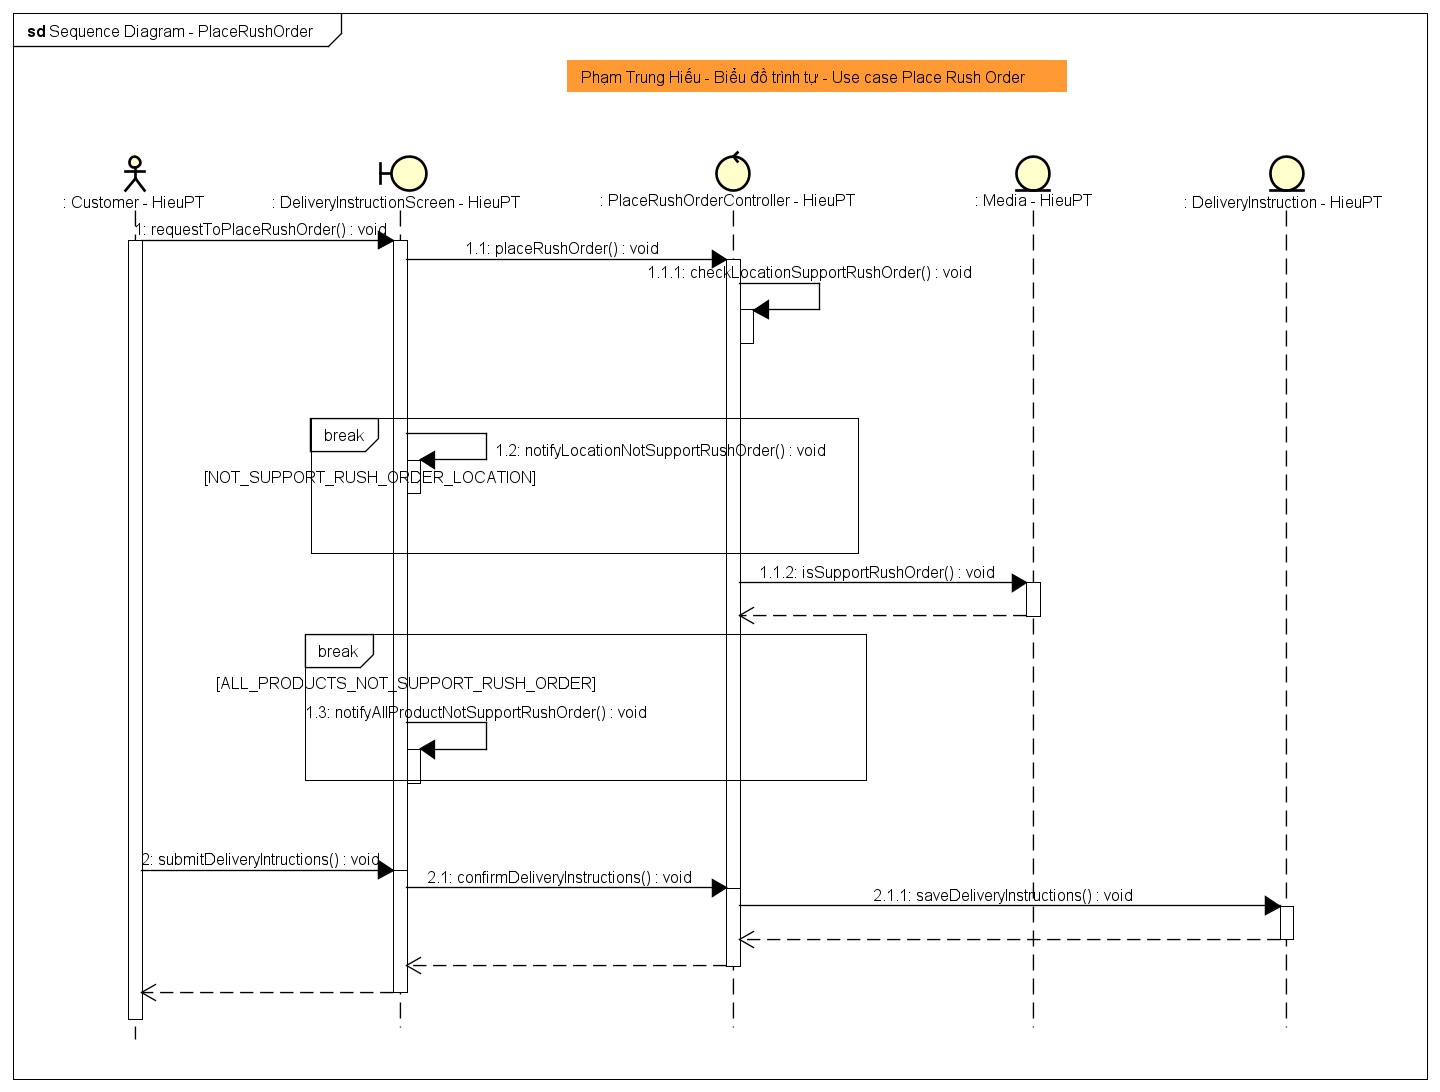 sd Sequence Diagram - PlaceRushOrder
Phạm Trung Hiếu - Biểu đồ trình tự - Use case Place Rush Order
: Customer - HieuPT
: DeliveryInstructionScreen - HieuPT
: PlaceRushOrderController - HieuPT
: Media - HieuPT
: DeliveryInstruction - HieuPT
1: requestToPlaceRushOrder() : void
1.1: placeRushOrder() : void
1.1.1: checkLocationSupportRushOrder() : void
break
1.2: notifyLocationNotSupportRushOrder() : void
[NOT_SUPPORT_RUSH_ORDER_LOCATION]
1.1.2: isSupportRushOrder() : void
break
[ALL_PRODUCTS_NOT_SUPPORT_RUSH_ORDER]
1.3: notifyAllProductNotSupportRushOrder() : void
2: submitDeliveryIntructions() : void
2.1: confirmDeliveryInstructions() : void
2.1.1: saveDeliveryInstructions() : void